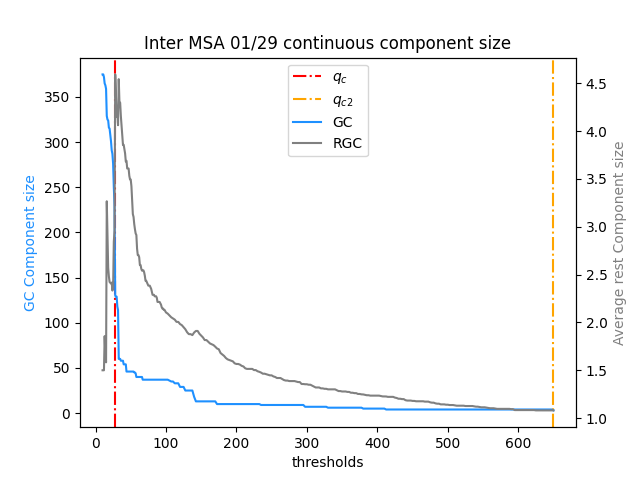 Inter MSA 01/29 continuous component size
q_c
q_c2
GC
RGC
350
300
250
200
150
100
50
0
GC Component size
4.5
4.0
3.5
3.0
2.5
2.0
1.5
1.0
Average rest Component size
0 100 200 300 400 500 600
thresholds